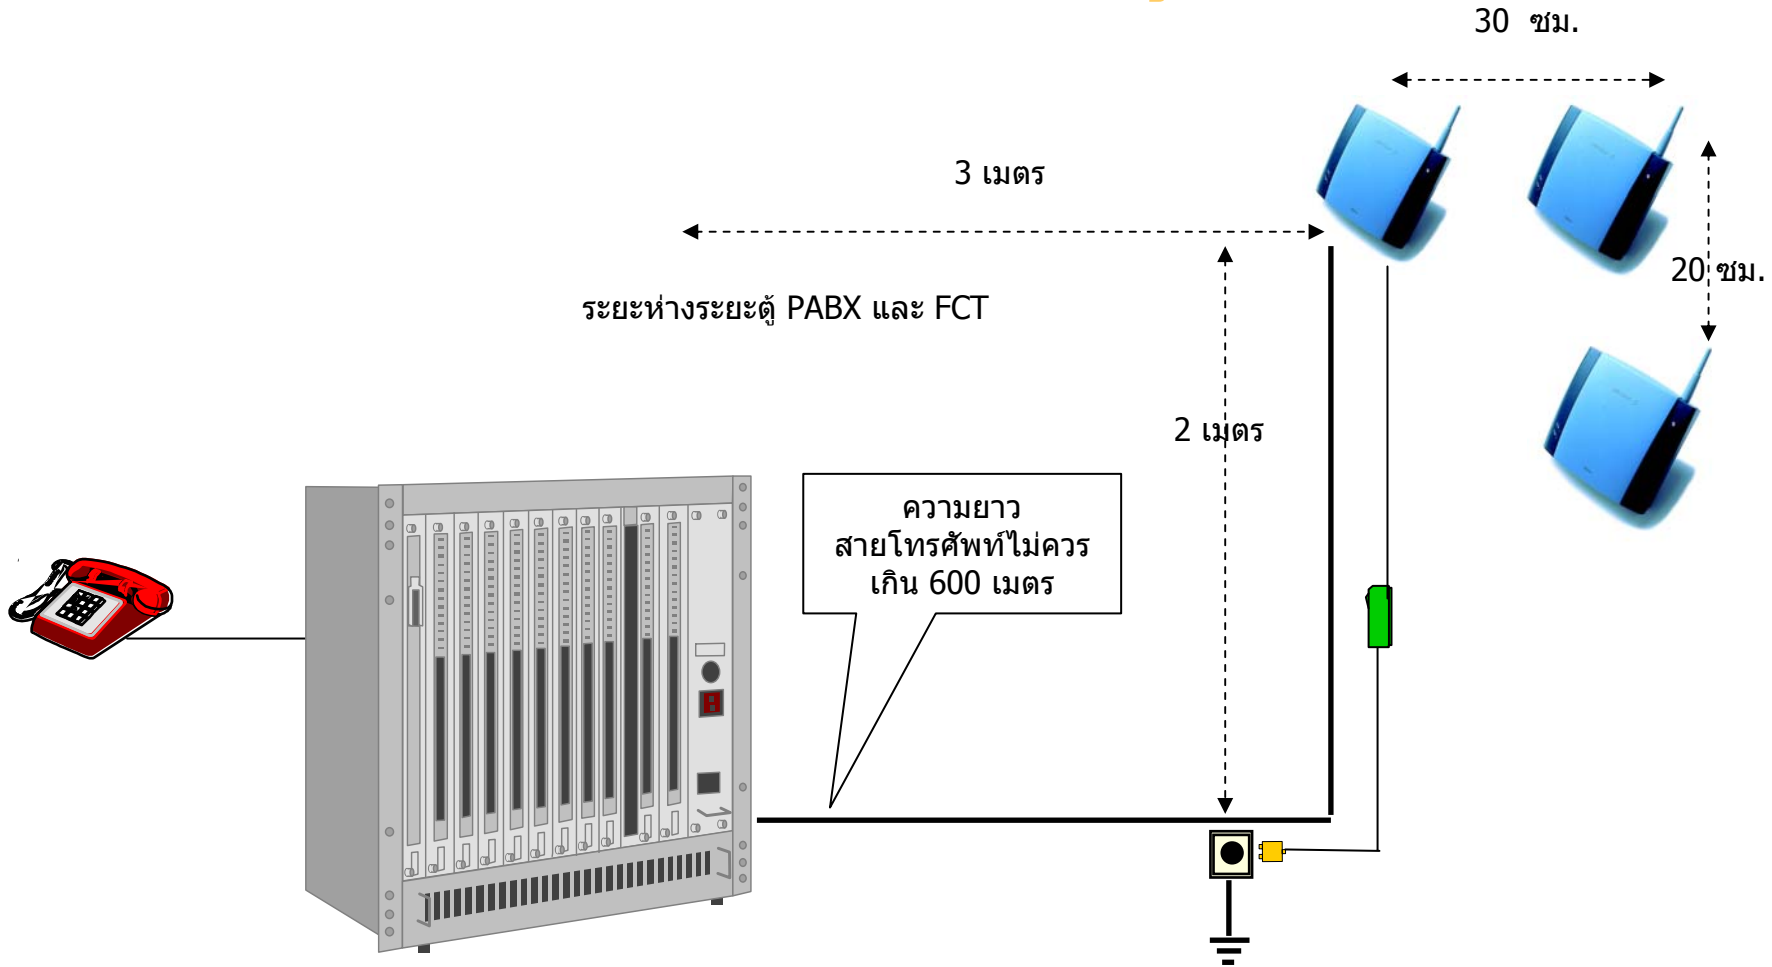 30 ซม.
3 เมตร
20 ซม.
ระยะห่างระยะตู้ PABX และ FCT
2 เมตร
ความยาว
สายโทรศัพท์ไม่ควร
เกิน 600 เมตร